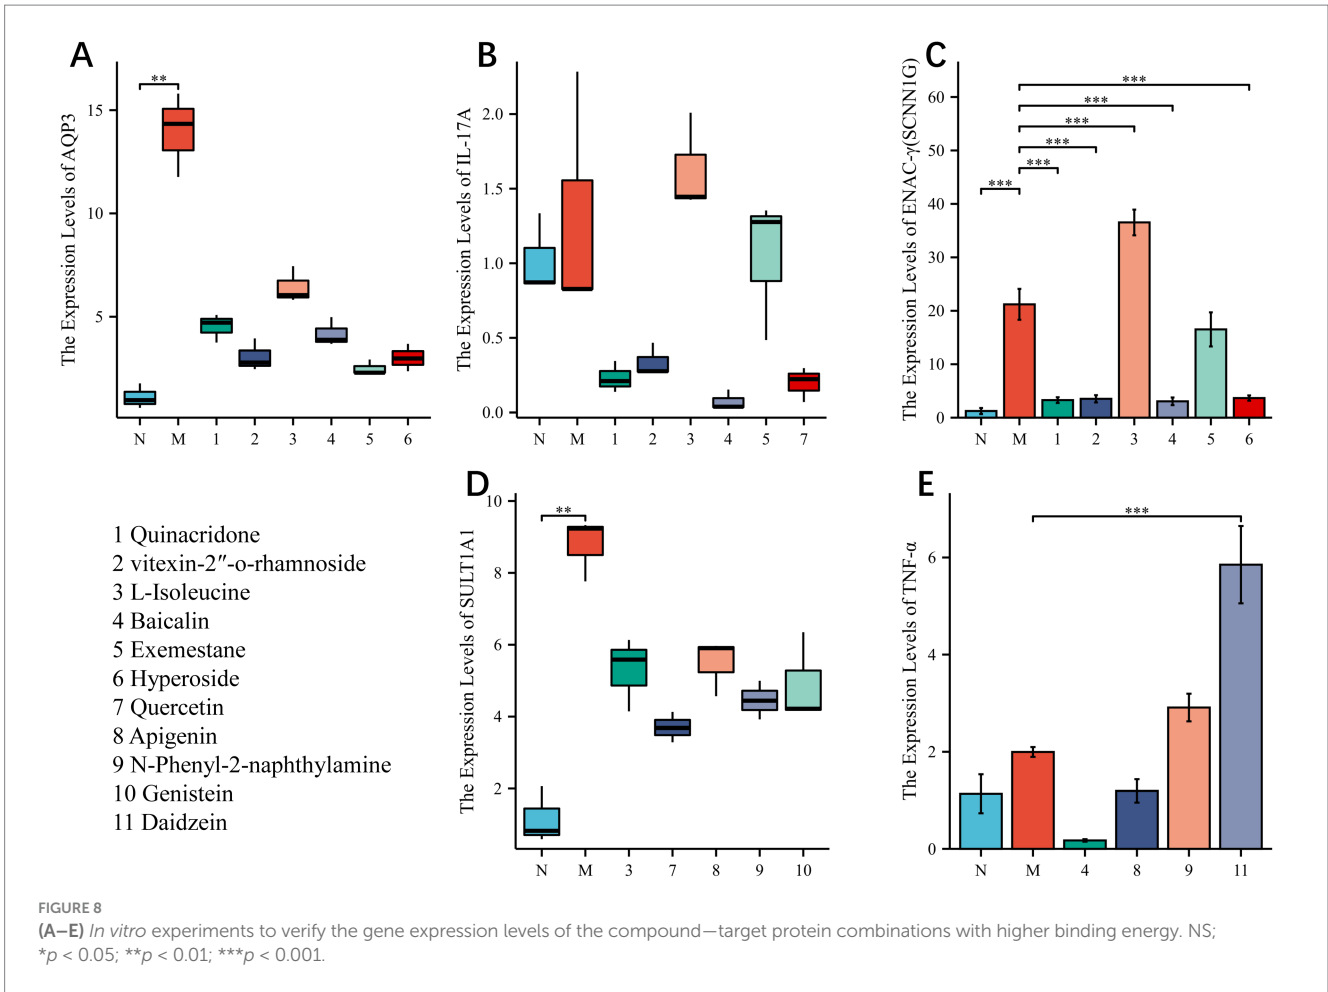 A
The Expression Levels of AQP3
15
10
5
**
N M 1 2 3 4 5 6
B
The Expression Levels of IL-17A
2.0
1.5
1.0
0.5
0.0
N M 1 2 3 4 5 7
C
The Expression Levels of ENAC-γ(SCNN1G)
60
50
40
30
20
10
0
***
***
***
***
***
***
N M 1 2 3 4 5 6
1 Quinacridone
2 vitexin-2″-o-rhamnoside
3 L-Isoleucine
4 Baicalin
5 Exemestane
6 Hyperoside
7 Quercetin
8 Apigenin
9 N-Phenyl-2-naphthylamine
10 Genistein
11 Daidzein
D
The Expression Levels of SULT1A1
10
8
6
4
2
**
N M 3 7 8 9 10
E
The Expression Levels of TNF-α
6
4
2
0
***
N M 4 8 9 11
FIGURE 8
(A–E) In vitro experiments to verify the gene expression levels of the compound—target protein combinations with higher binding energy. NS;
*p < 0.05; **p < 0.01; ***p < 0.001.